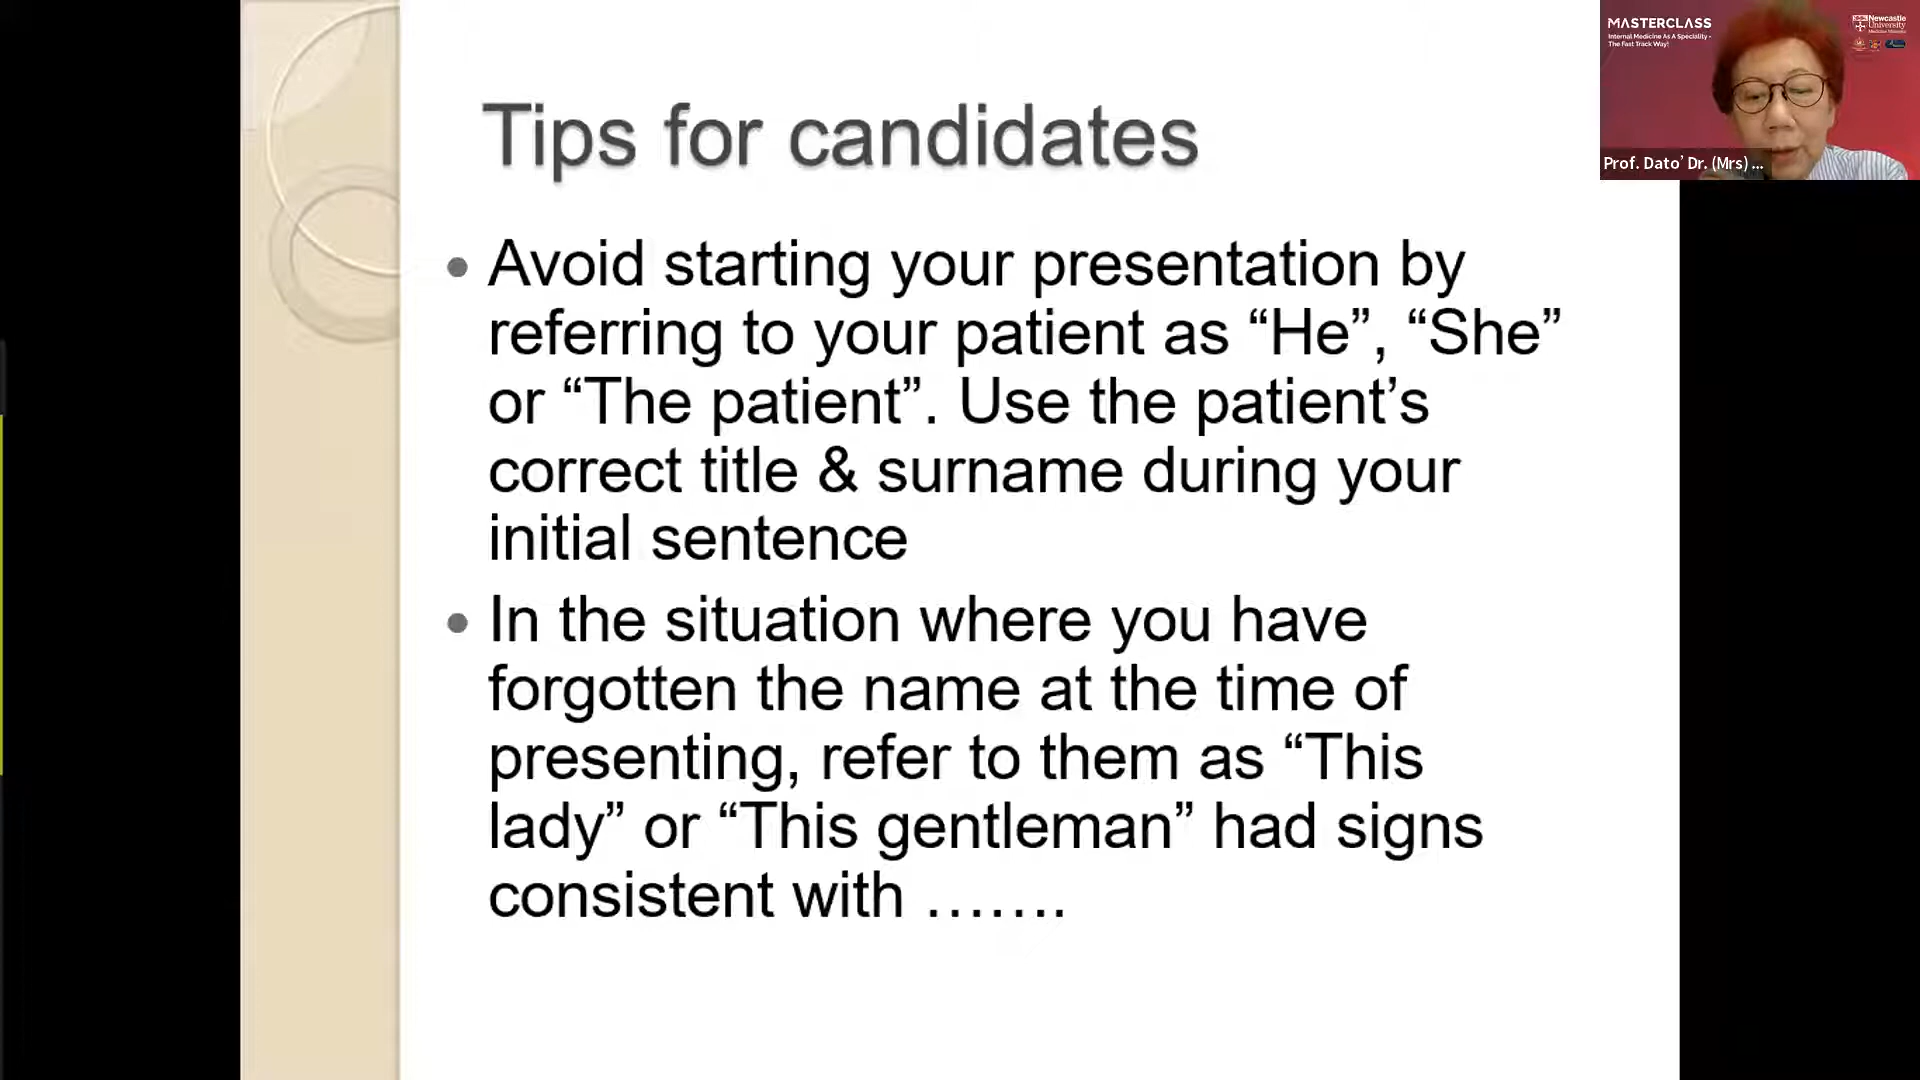 Tips for candidates
• Avoid starting your presentation by
referring to your patient as “He”, “She”
or “The patient”. Use the patient’s
correct title & surname during your
initial sentence
• In the situation where you have
forgotten the name at the time of
presenting, refer to them as “This
lady” or “This gentleman” had signs
consistent with …….
MASTERCLASS
Internal Medicine As A Speciality -
The Fast Track Way!
Newcastle
University
Prof. Dato’ Dr. (Mrs) ...